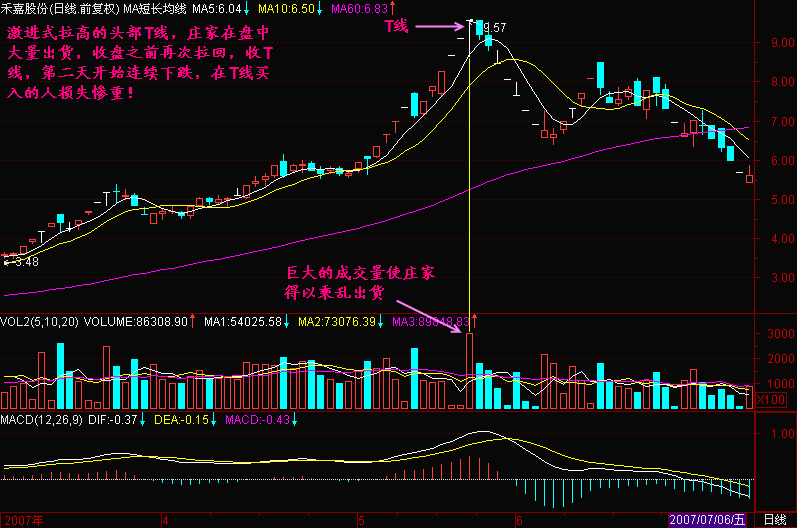 禾嘉股份(日线.前复权) MA短长均线 MA5:6.04↓ MA10:6.50↓ MA60:6.83↑
激进式拉高的头部T线，庄家在盘中
大量出货，收盘之前再次拉回，收T
线，第二天开始连续下跌，在T线买
入的人损失惨重！
T线
9.57
9.00
8.00
7.00
6.00
5.00
4.00
3.00
3.48
巨大的成交量使庄家
得以乘乱出货
VOL2(5,10,20) VOLUME:86308.90↑ MA1:54025.58↓ MA2:73076.39↓ MA3:89848.83↑
3000
2000
1000
X100
MACD(12,26,9) DIF:-0.37↓ DEA:-0.15↓ MACD:-0.43↓
1.00
2007年 4 5 6 2007/07/06/五 日线